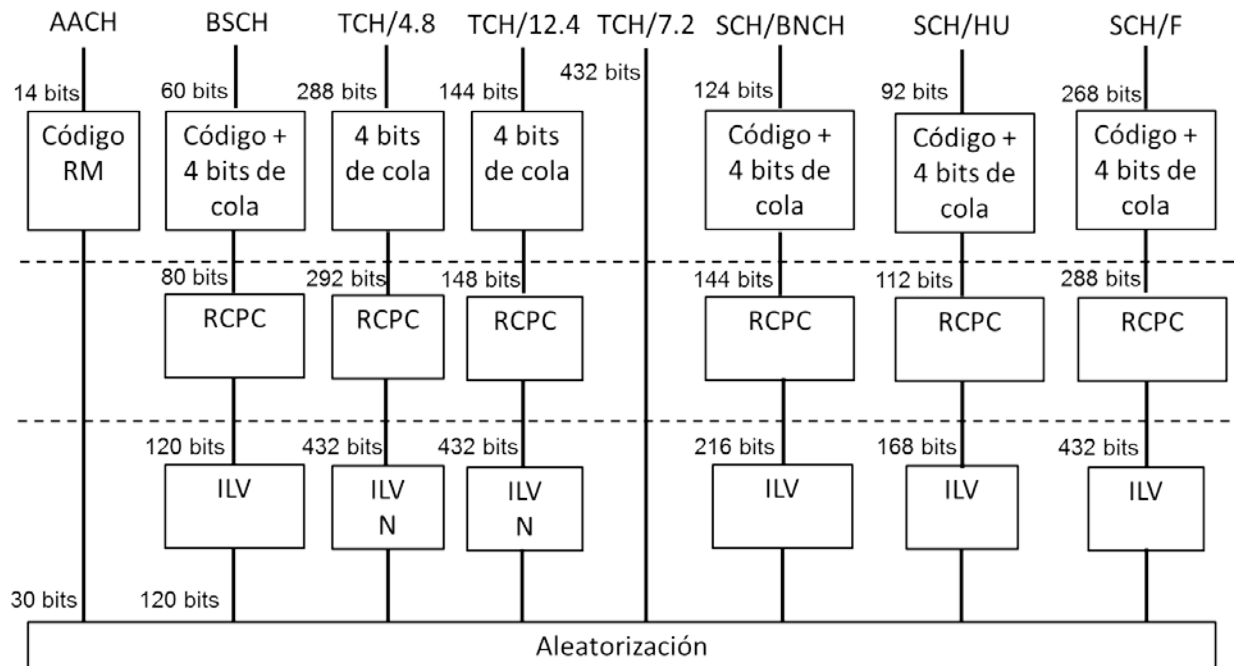 AACH
BSCH
TCH/4.8
TCH/12.4
TCH/7.2
SCH/BNCH
SCH/HU
SCH/F
14 bits
60 bits
288 bits
144 bits
432 bits
124 bits
92 bits
268 bits
Código
RM
Código +
4 bits de
cola
4 bits
de cola
4 bits
de cola
Código +
4 bits de
cola
Código +
4 bits de
cola
Código +
4 bits de
cola
80 bits
292 bits
148 bits
144 bits
112 bits
288 bits
RCPC
RCPC
RCPC
RCPC
RCPC
RCPC
120 bits
432 bits
432 bits
216 bits
168 bits
432 bits
ILV
ILV
N
ILV
N
ILV
ILV
ILV
30 bits
120 bits
Aleatorización